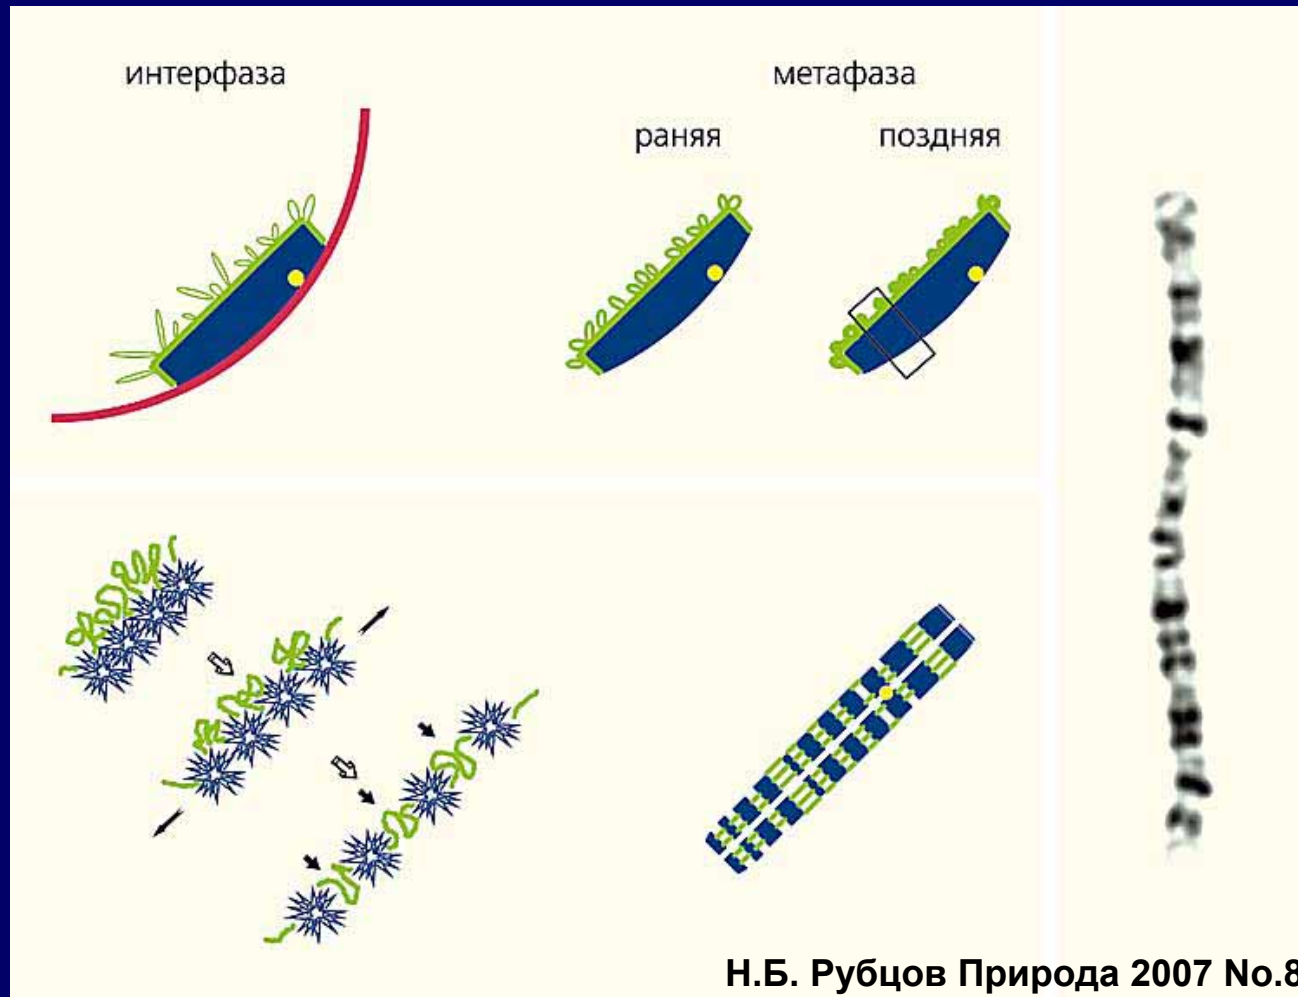 интерфаза
метафаза
раняя
поздняя
Н.Б. Рубцов Природа 2007 No.8